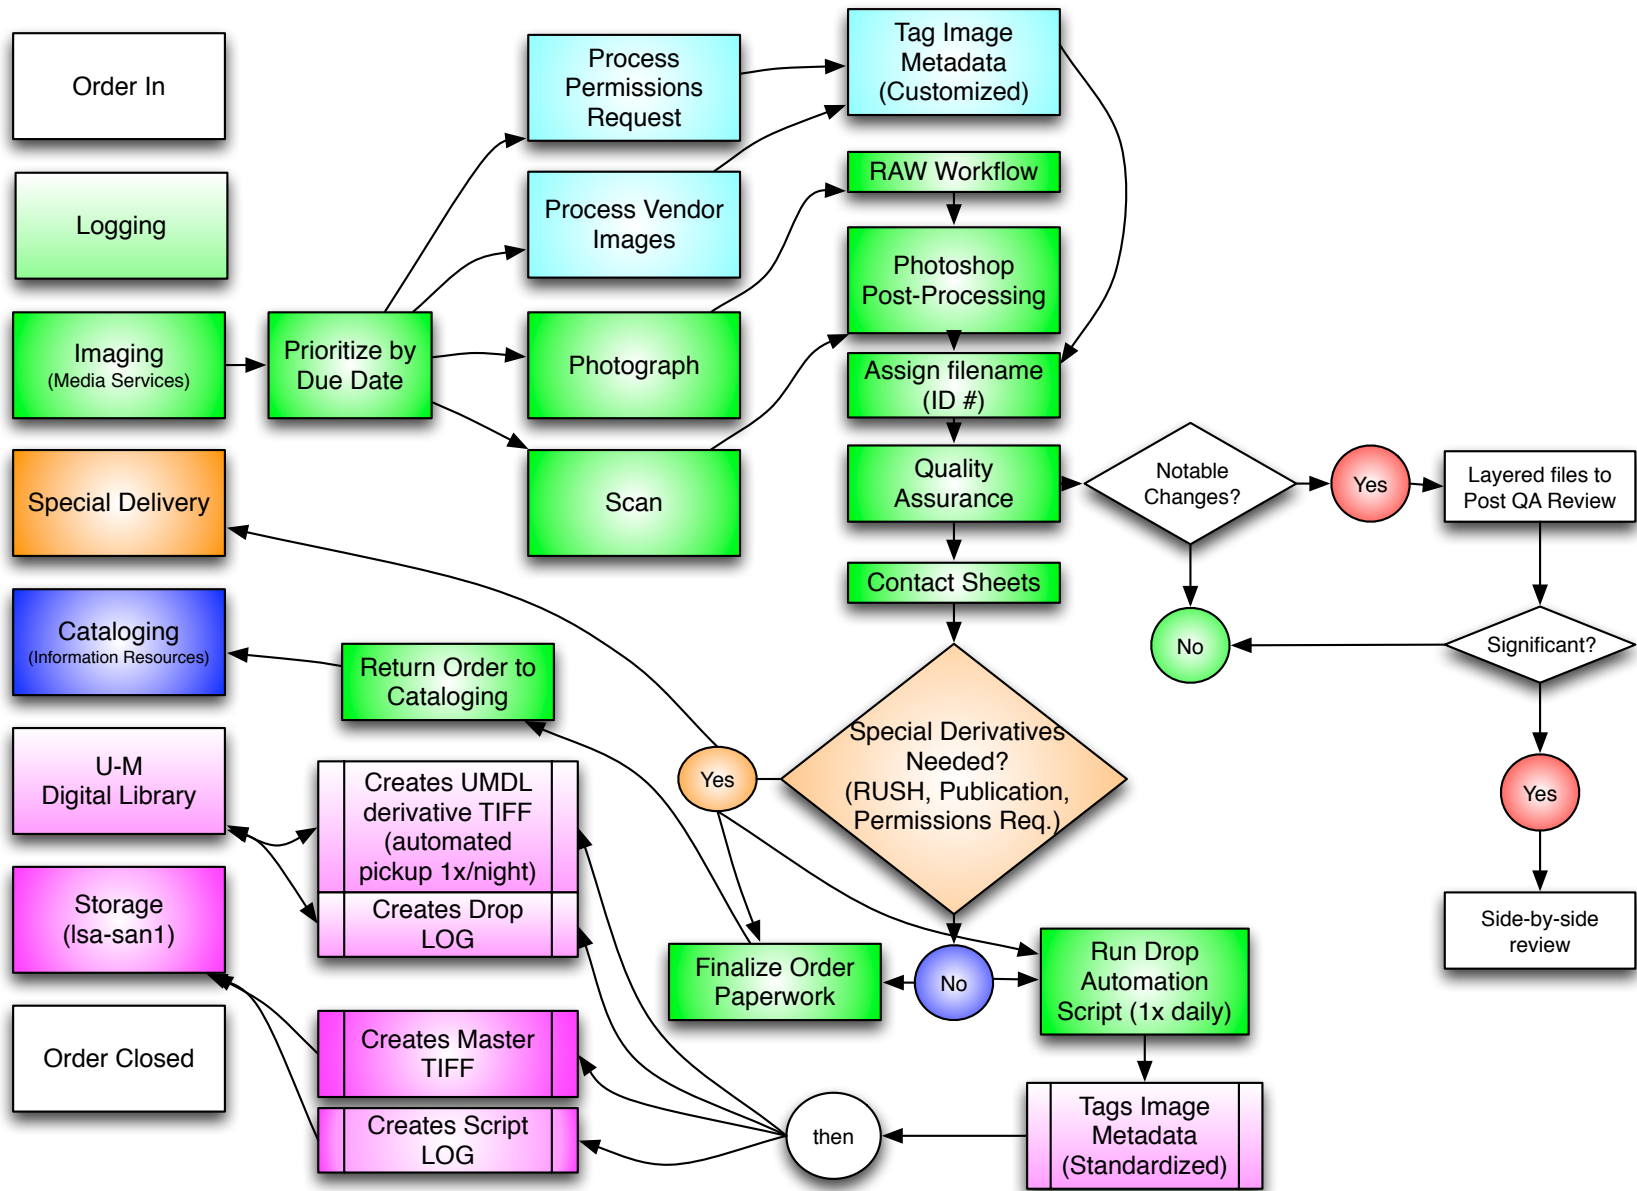 Order In
Logging
Imaging
(Media Services)
Special Delivery
Cataloging
(Information Resources)
U-M
Digital Library
Storage
(lsa-san1)
Order Closed
Prioritize by
Due Date
Process
Permissions
Request
Process Vendor
Images
Photograph
Scan
Tag Image
Metadata
(Customized)
RAW Workflow
Photoshop
Post-Processing
Assign filename
(ID #)
Quality
Assurance
Contact Sheets
Notable
Changes?
Yes
Layered files to
Post QA Review
No
Significant?
Yes
Side-by-side
review
Special Derivatives
Needed?
(RUSH, Publication,
Permissions Req.)
Yes
No
Return Order to
Cataloging
Finalize Order
Paperwork
Run Drop
Automation
Script (1x daily)
Tags Image
Metadata
(Standardized)
then
Creates UMDL
derivative TIFF
(automated
pickup 1x/night)
Creates Drop
LOG
Creates Master
TIFF
Creates Script
LOG